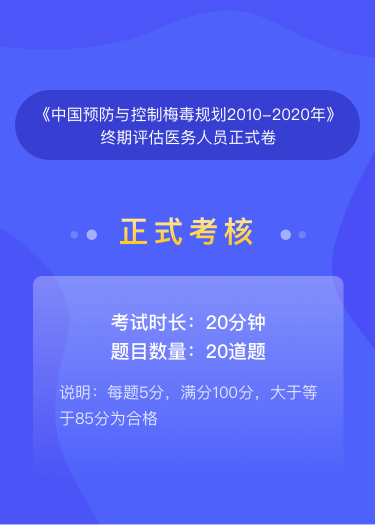 《中国预防与控制梅毒规划2010-2020年》
终期评估医务人员正式卷
正式考核
考试时长：20分钟
题目数量：20道题
说明：每题5分，满分100分，大于等
于85分为合格